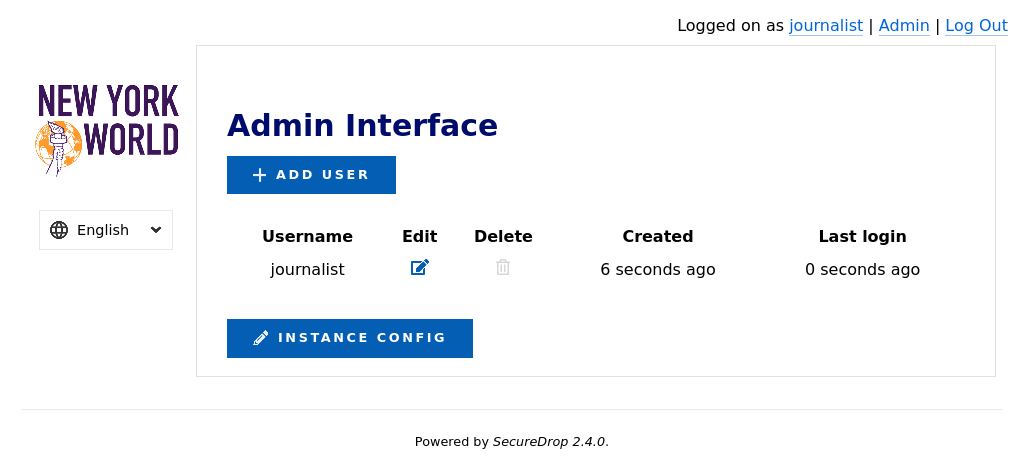 Logged on as journalist | Admin | Log Out
NEW YORK
WORLD
English
Admin Interface
ADD USER
Username Edit Delete Created Last login
journalist 6 seconds ago 0 seconds ago
INSTANCE CONFIG
Powered by SecureDrop 2.4.0.